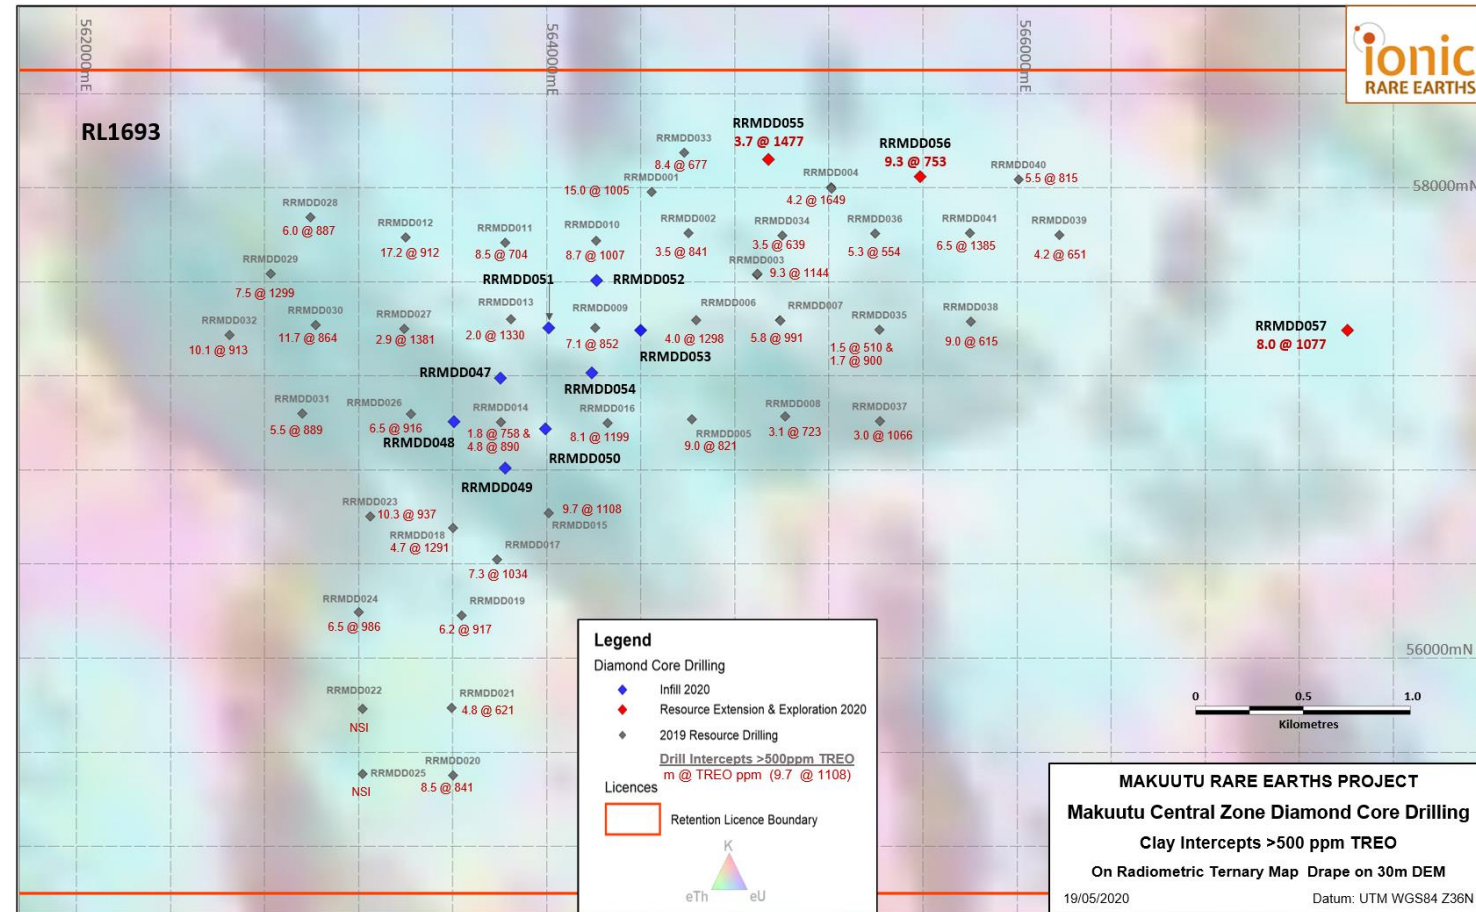 562000mE
564000mE
566000mE
ionic
RARE EARTHS
RL1693
RRMDD055
3.7 @ 1477
RRMDD056
9.3 @ 753
RRMDD033
8.4 @ 677
RRMDD004
4.2 @ 1649
RRMDD040
5.5 @ 815
RRMDD001
15.0 @ 1005
58000mN
RRMDD028
6.0 @ 887
RRMDD012
17.2 @ 912
RRMDD011
8.5 @ 704
RRMDD010
8.7 @ 1007
RRMDD002
3.5 @ 841
RRMDD034
3.5 @ 639
RRMDD036
5.3 @ 554
RRMDD041
6.5 @ 1385
RRMDD039
4.2 @ 651
RRMDD029
7.5 @ 1299
RRMDD051
RRMDD052
RRMDD003
9.3 @ 1144
RRMDD032
10.1 @ 913
RRMDD030
11.7 @ 864
RRMDD027
2.9 @ 1381
RRMDD013
2.0 @ 1330
RRMDD009
7.1 @ 852
RRMDD053
RRMDD006
4.0 @ 1298
RRMDD007
5.8 @ 991
RRMDD035
1.5 @ 510 &
1.7 @ 900
RRMDD038
9.0 @ 615
RRMDD057
8.0 @ 1077
RRMDD047
RRMDD054
RRMDD031
5.5 @ 889
RRMDD026
6.5 @ 916
RRMDD048
RRMDD014
1.8 @ 758 &
4.8 @ 890
RRMDD050
RRMDD016
8.1 @ 1199
RRMDD005
9.0 @ 821
RRMDD008
3.1 @ 723
RRMDD037
3.0 @ 1066
RRMDD049
RRMDD023
10.3 @ 937
RRMDD018
4.7 @ 1291
9.7 @ 1108
RRMDD015
RRMDD017
7.3 @ 1034
RRMDD024
6.5 @ 986
RRMDD019
6.2 @ 917
56000mN
RRMDD022
NSI
RRMDD021
4.8 @ 621
RRMDD025
NSI
RRMDD020
8.5 @ 841
Legend
Diamond Core Drilling
Infill 2020
Resource Extension & Exploration 2020
2019 Resource Drilling
Drill Intercepts >500ppm TREO
m @ TREO ppm (9.7 @ 1108)
Licences
Retention Licence Boundary
K
eTh
eU
0
0.5
1.0
Kilometres
MAKUUTU RARE EARTHS PROJECT
Makuutu Central Zone Diamond Core Drilling
Clay Intercepts >500 ppm TREO
On Radiometric Ternary Map Drape on 30m DEM
19/05/2020
Datum: UTM WGS84 Z36N